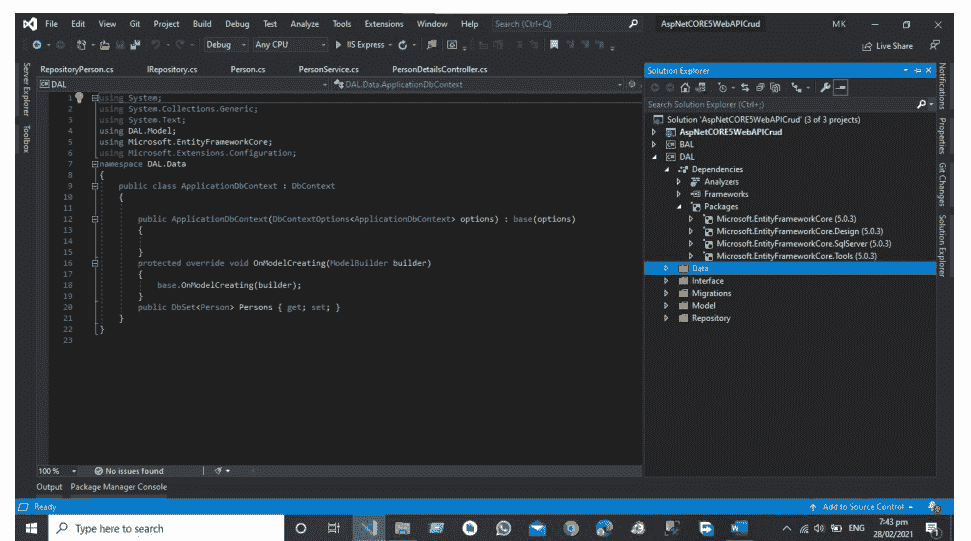 File Edit View Git Project Build Debug Test Analyze Tools Extensions Window Help Search (Ctrl+Q) AspNetCORE5WebAPICrud MK
Debug Any CPU IIS Express Live Share
RepositoryPerson.cs IRepository.cs Person.cs PersonService.cs PersonDetailsController.cs
DAL DAL.Data.ApplicationDbContext
1 using System;
2 using System.Collections.Generic;
3 using System.Text;
4 using DAL.Model;
5 using Microsoft.EntityFrameworkCore;
6 using Microsoft.Extensions.Configuration;
7 namespace DAL.Data
8 {
9 public class ApplicationDbContext : DbContext
10 {
11
12 public ApplicationDbContext(DbContextOptions<ApplicationDbContext> options) : base(options)
13 {
14
15 }
16 protected override void OnModelCreating(ModelBuilder builder)
17 {
18 base.OnModelCreating(builder);
19 }
20 public DbSet<Person> Persons { get; set; }
21 }
22 }
23
100 % No issues found
Output Package Manager Console
Server Explorer
Toolbox
Solution Explorer
Search Solution Explorer (Ctrl+;)
Solution 'AspNetCORE5WebAPICrud' (3 of 3 projects)
AspNetCORE5WebAPICrud
C# BAL
C# DAL
Dependencies
Analyzers
Frameworks
Packages
Microsoft.EntityFrameworkCore (5.0.3)
Microsoft.EntityFrameworkCore.Design (5.0.3)
Microsoft.EntityFrameworkCore.SqlServer (5.0.3)
Microsoft.EntityFrameworkCore.Tools (5.0.3)
Data
Interface
Migrations
Model
Repository
Notifications
Properties
Git Changes
Solution Explorer
Ready Add to Source Control
Type here to search ENG 7:43 pm
28/02/2021